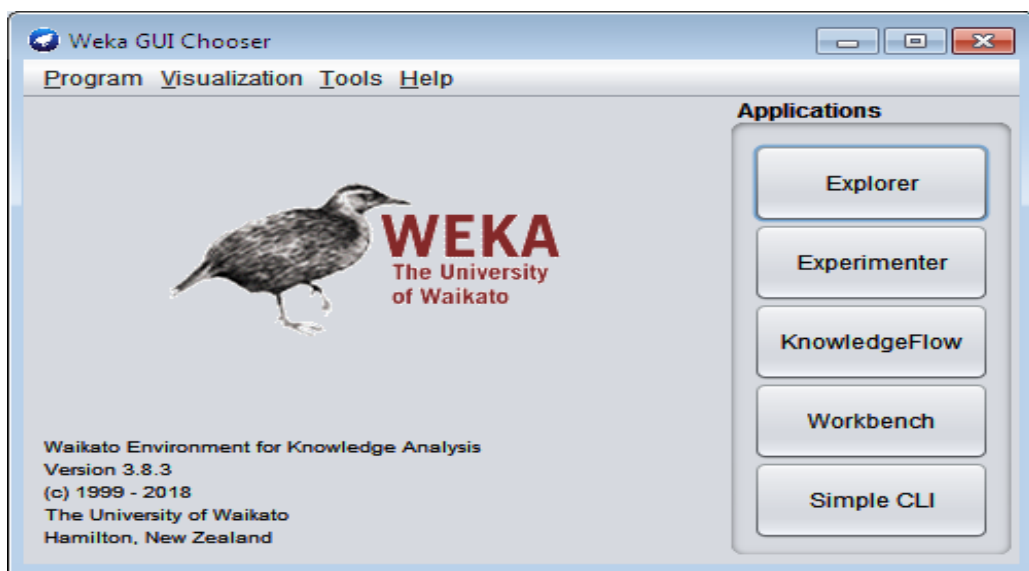 Weka GUI Chooser
Program Visualization Tools Help
Applications
Explorer
Experimenter
KnowledgeFlow
Workbench
Simple CLI
WEKA
The University
of Waikato
Waikato Environment for Knowledge Analysis
Version 3.8.3
(c) 1999 - 2018
The University of Waikato
Hamilton, New Zealand